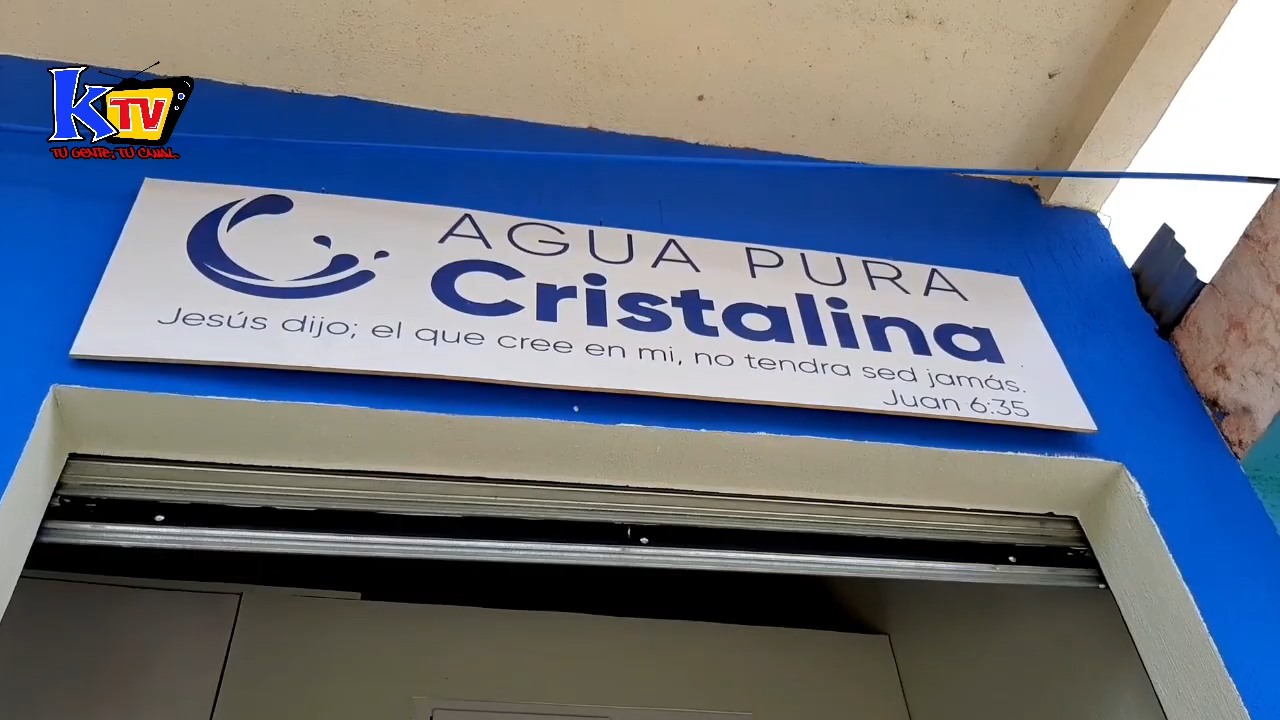 K TV
TU GENTE, TU CANAL.
AGUA PURA
Cristalina
Jesús dijo; el que cree en mi, no tendra sed jamás.
Juan 6:35